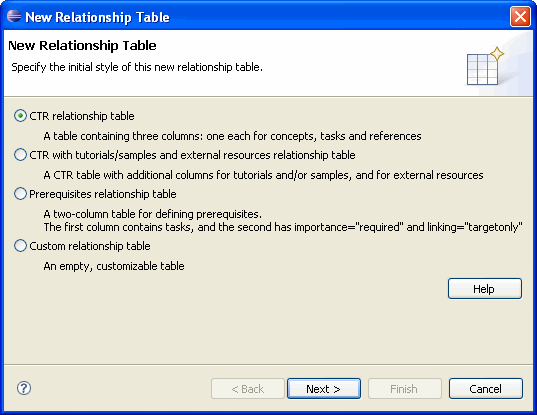 New Relationship Table
New Relationship Table
Specify the initial style of this new relationship table.
CTR relationship table
A table containing three columns: one each for concepts, tasks and references
CTR with tutorials/samples and external resources relationship table
A CTR table with additional columns for tutorials and/or samples, and for external resources
Prerequisites relationship table
A two-column table for defining prerequisites.
The first column contains tasks, and the second has importance="required" and linking="targetonly"
Custom relationship table
An empty, customizable table
Help
?
< Back
Next >
Finish
Cancel